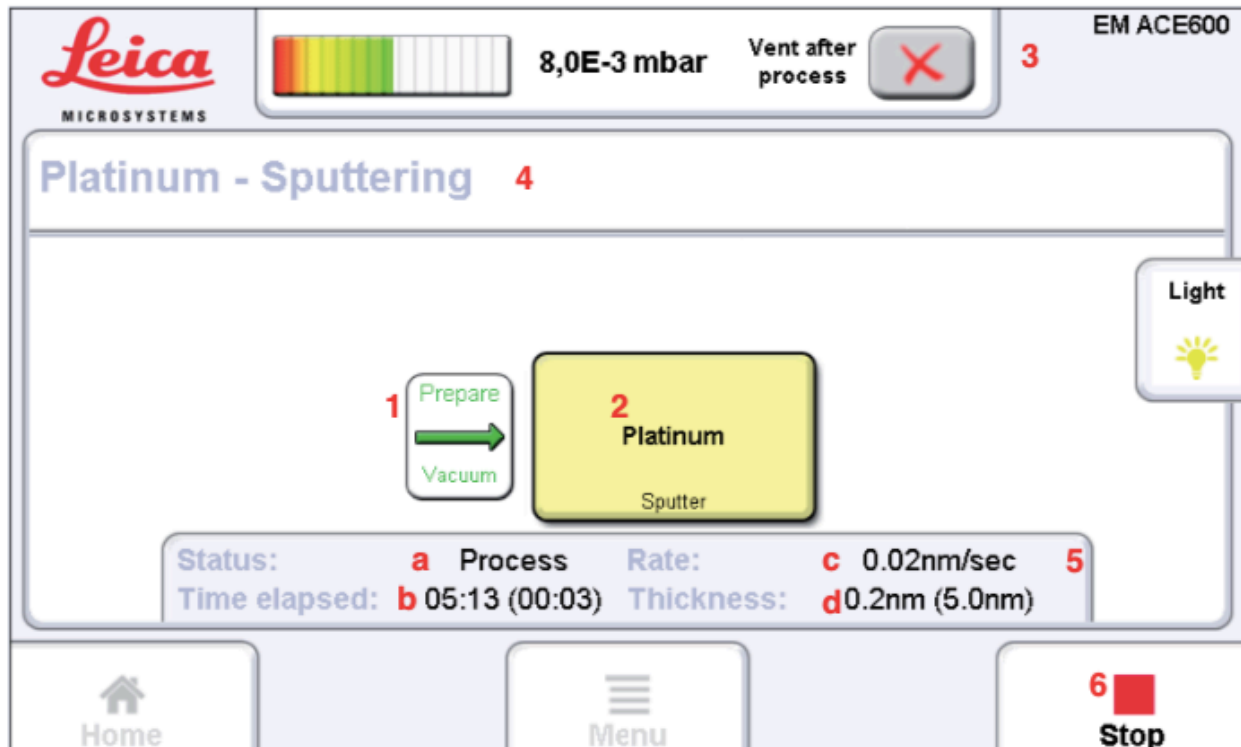 Leica
MICROSYSTEMS
8,0E-3 mbar
Vent after
process
3
EM ACE600
Platinum - Sputtering 4
Light
1
Prepare
Vacuum
2
Platinum
Sputter
Status: a Process Rate: c 0.02nm/sec 5
Time elapsed: b 05:13 (00:03) Thickness: d 0.2nm (5.0nm)
Home
Menu
6
Stop